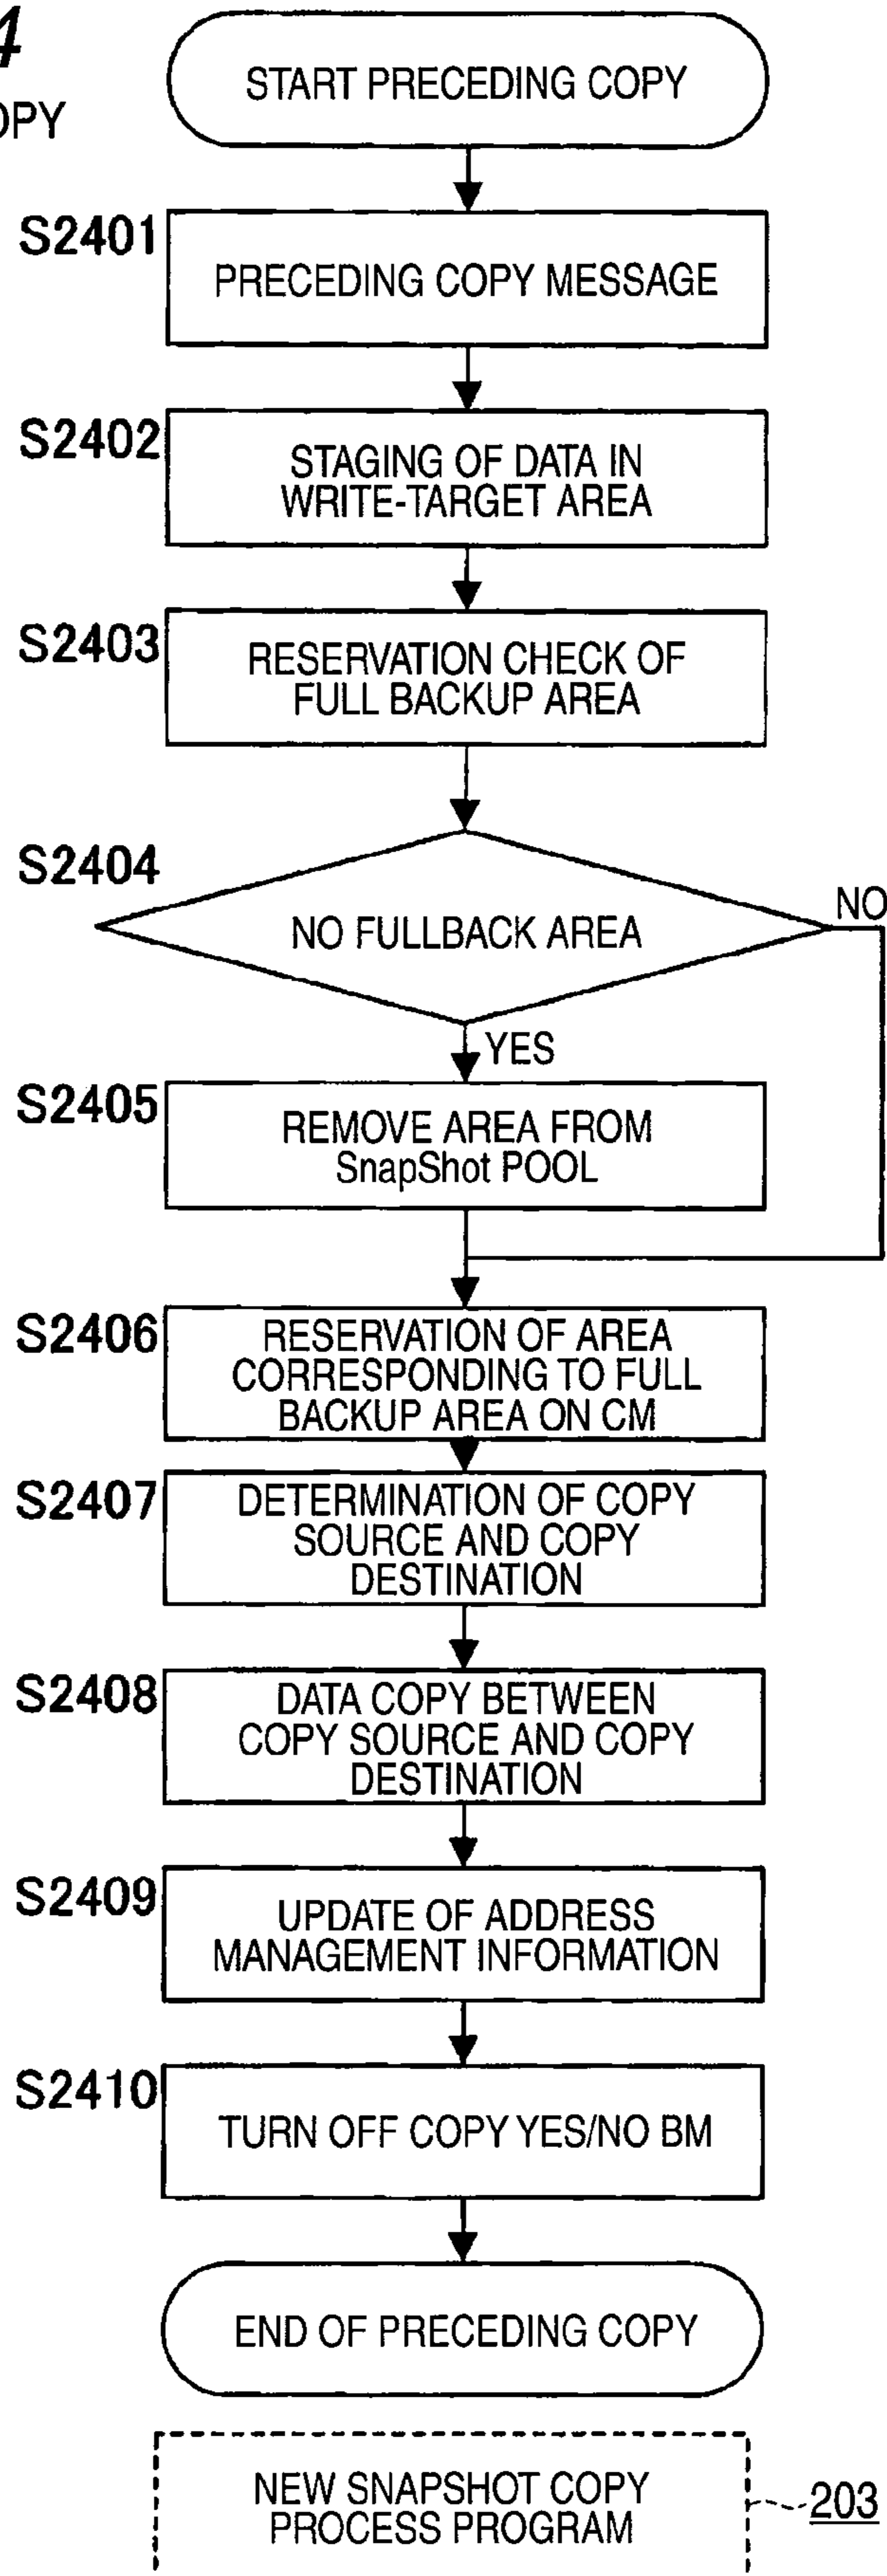 4
OPY
START PRECEDING COPY
S2401
PRECEDING COPY MESSAGE
S2402
STAGING OF DATA IN
WRITE-TARGET AREA
S2403
RESERVATION CHECK OF
FULL BACKUP AREA
S2404
NO FULLBACK AREA
NO
YES
S2405
REMOVE AREA FROM
SnapShot POOL
S2406
RESERVATION OF AREA
CORRESPONDING TO FULL
BACKUP AREA ON CM
S2407
DETERMINATION OF COPY
SOURCE AND COPY
DESTINATION
S2408
DATA COPY BETWEEN
COPY SOURCE AND COPY
DESTINATION
S2409
UPDATE OF ADDRESS
MANAGEMENT INFORMATION
S2410
TURN OFF COPY YES/NO BM
END OF PRECEDING COPY
NEW SNAPSHOT COPY
PROCESS PROGRAM
203